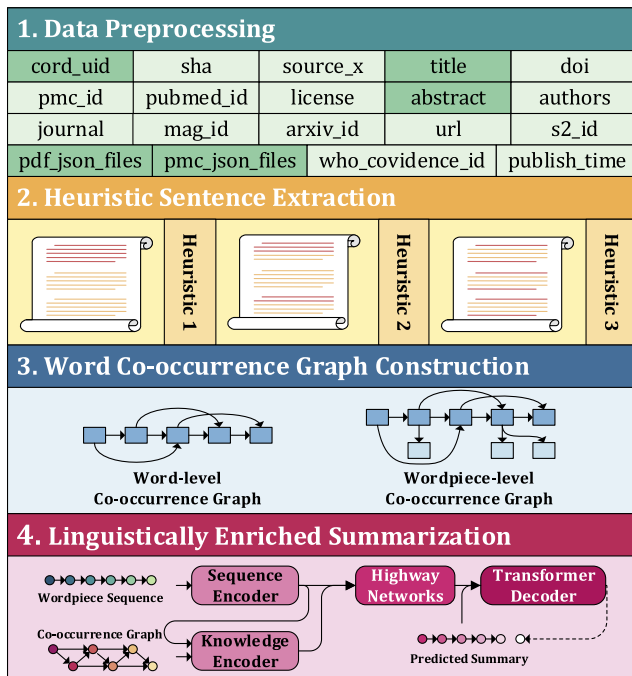 1. Data Preprocessing
cord_uid sha source_x title doi
pmc_id pubmed_id license abstract authors
journal mag_id arxiv_id url s2_id
pdf_json_files pmc_json_files who_covidence_id publish_time
2. Heuristic Sentence Extraction
Heuristic 1
Heuristic 2
Heuristic 3
3. Word Co-occurrence Graph Construction
Word-level
Co-occurrence Graph
Wordpiece-level
Co-occurrence Graph
4. Linguistically Enriched Summarization
Wordpiece Sequence
Sequence
Encoder
Highway
Networks
Transformer
Decoder
Co-occurrence Graph
Knowledge
Encoder
Predicted Summary